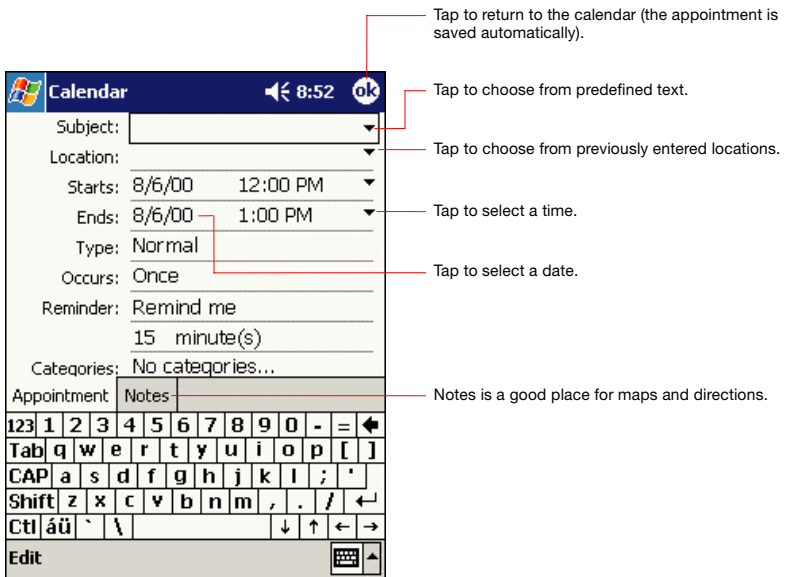 Tap to return to the calendar (the appointment is
saved automatically).
Calendar 8:52 ok
Tap to choose from predefined text.
Subject:
Location:
Tap to choose from previously entered locations.
Starts: 8/6/00 12:00 PM
Ends: 8/6/00 1:00 PM
Tap to select a time.
Type: Normal
Occurs: Once
Tap to select a date.
Reminder: Remind me
15 minute(s)
Categories: No categories...
Appointment Notes
Notes is a good place for maps and directions.
123 1 2 3 4 5 6 7 8 9 0 - =
Tab q w e r t y u i o p [ ]
CAP a s d f g h j k l ; '
Shift z x c v b n m , . /
Ctl áü ` \ ↓ ↑ ← →
Edit